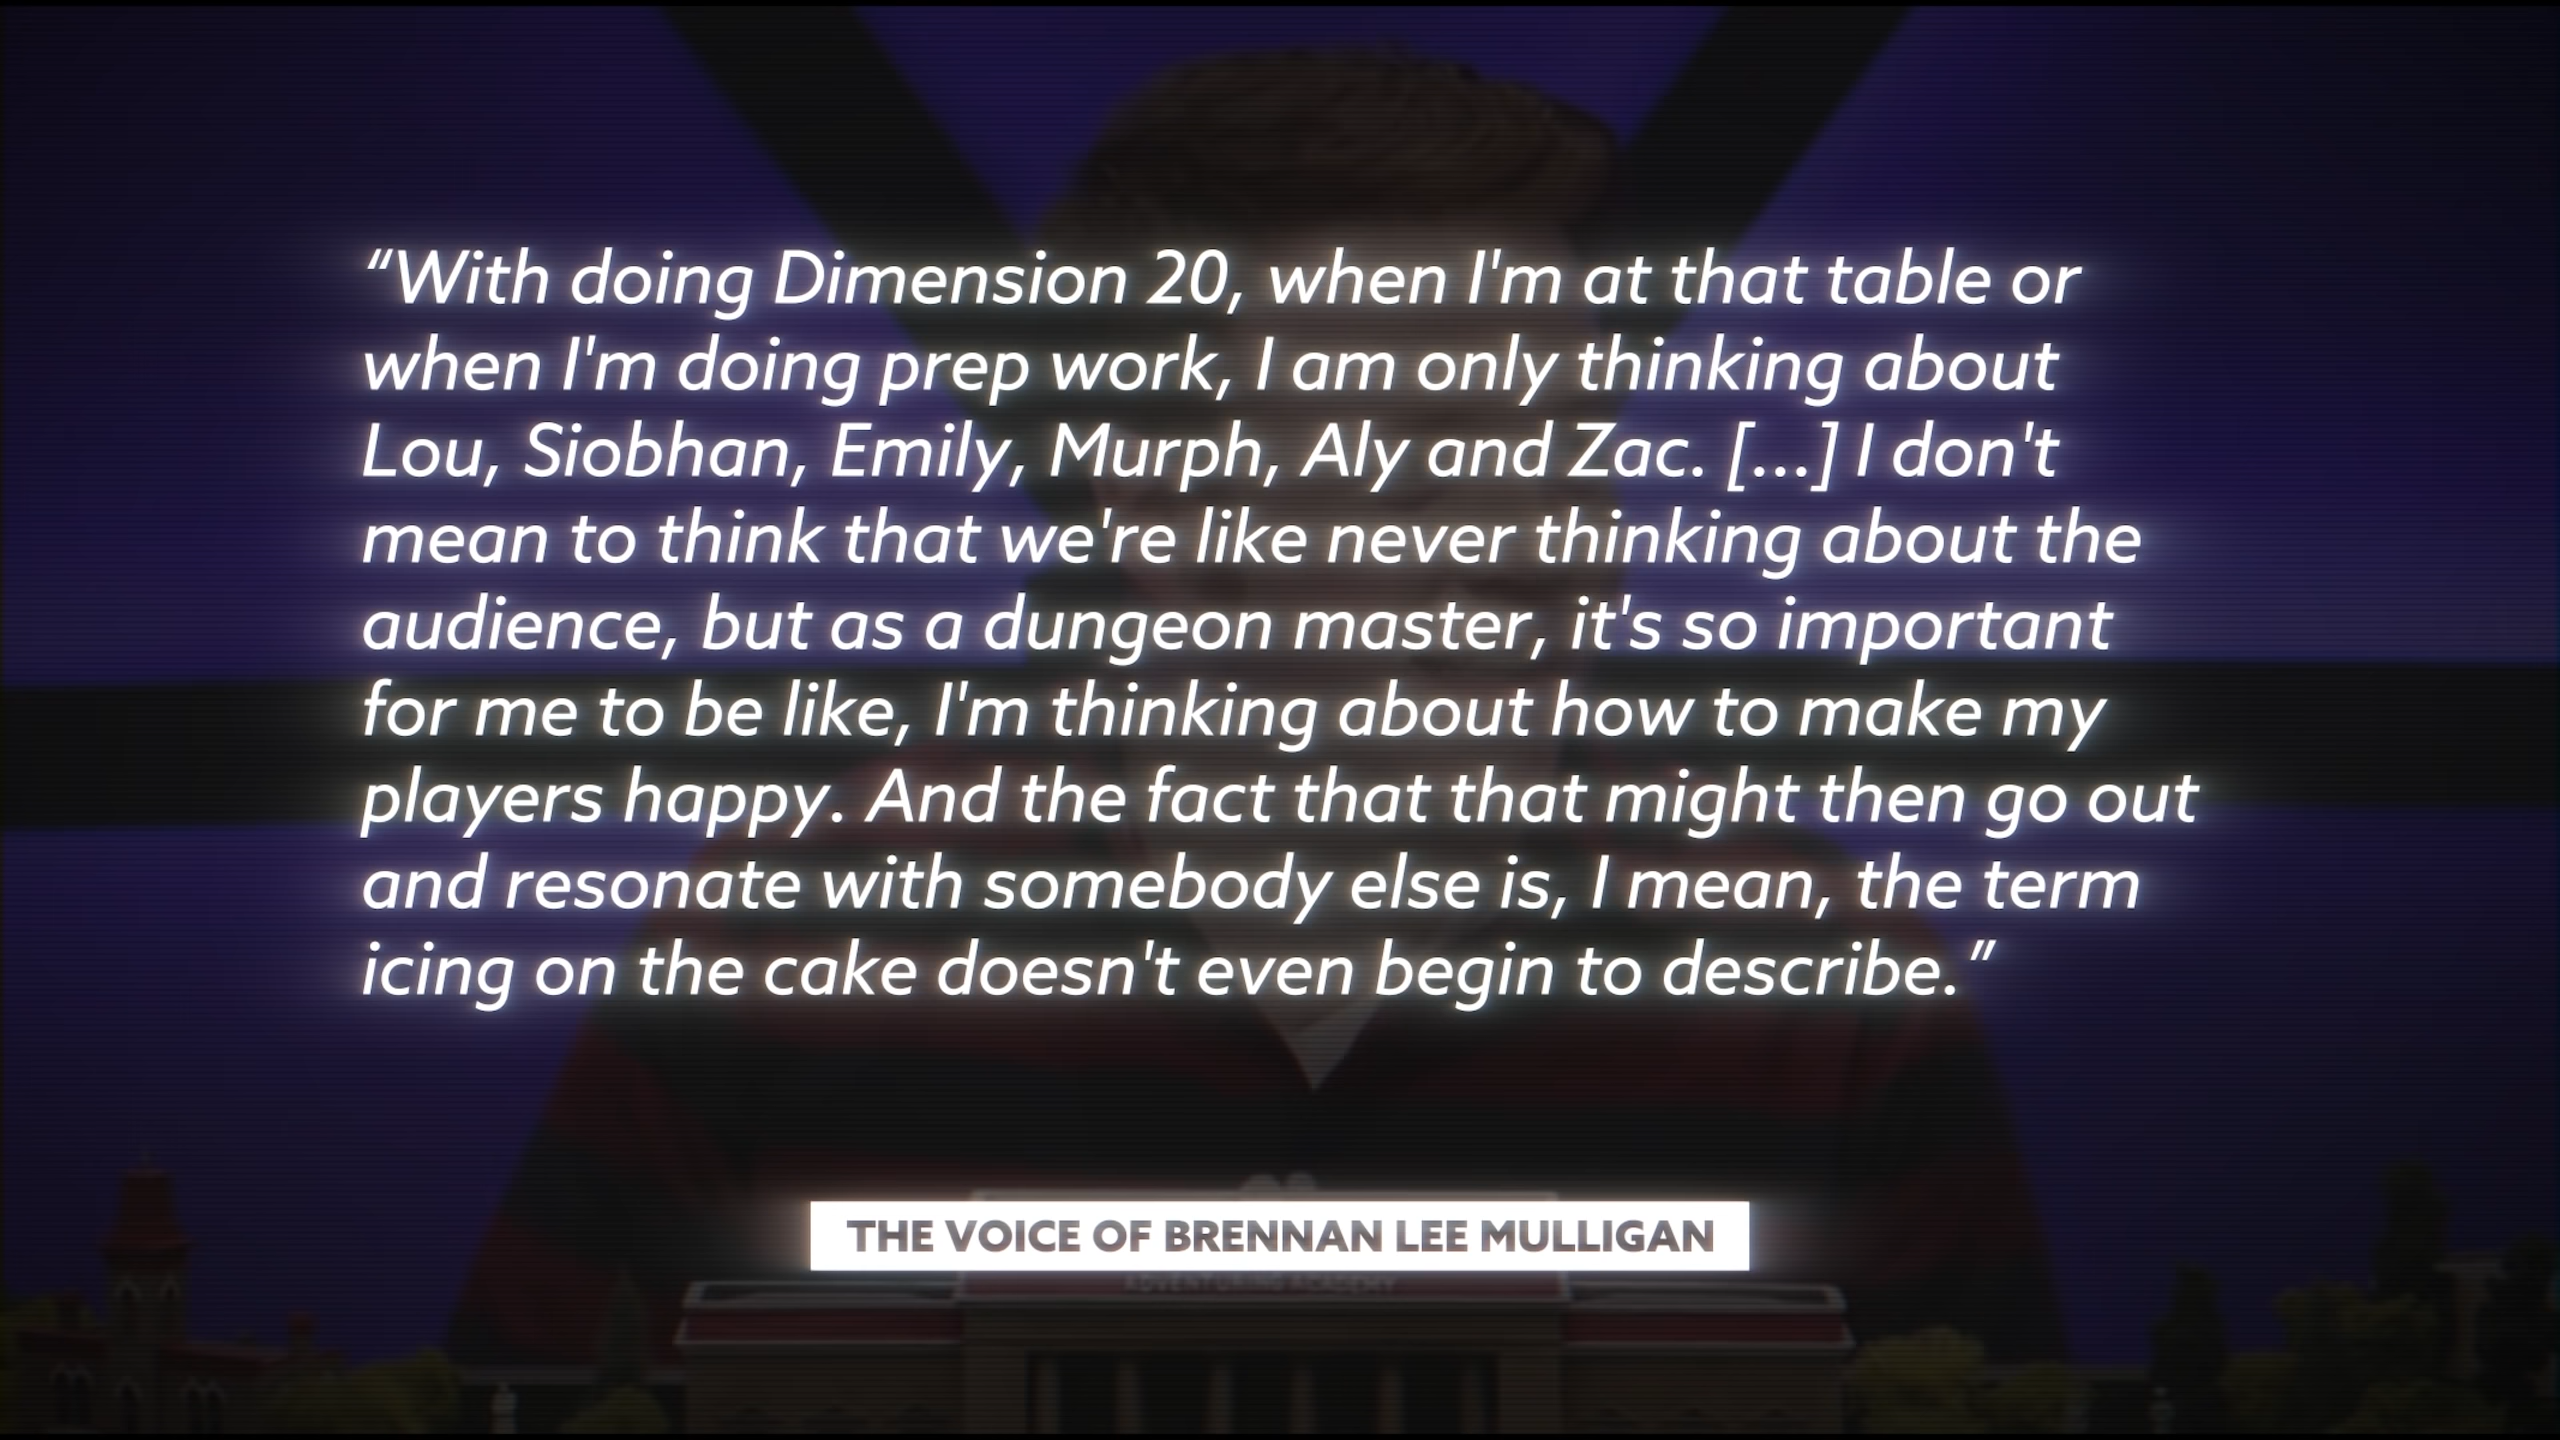 “With doing Dimension 20, when I'm at that table or
when I'm doing prep work, I am only thinking about
Lou, Siobhan, Emily, Murph, Aly and Zac. [...] I don't
mean to think that we're like never thinking about the
audience, but as a dungeon master, it's so important
for me to be like, I'm thinking about how to make my
players happy. And the fact that that might then go out
and resonate with somebody else is, I mean, the term
icing on the cake doesn't even begin to describe.”
THE VOICE OF BRENNAN LEE MULLIGAN
ADVENTURING ACADEMY